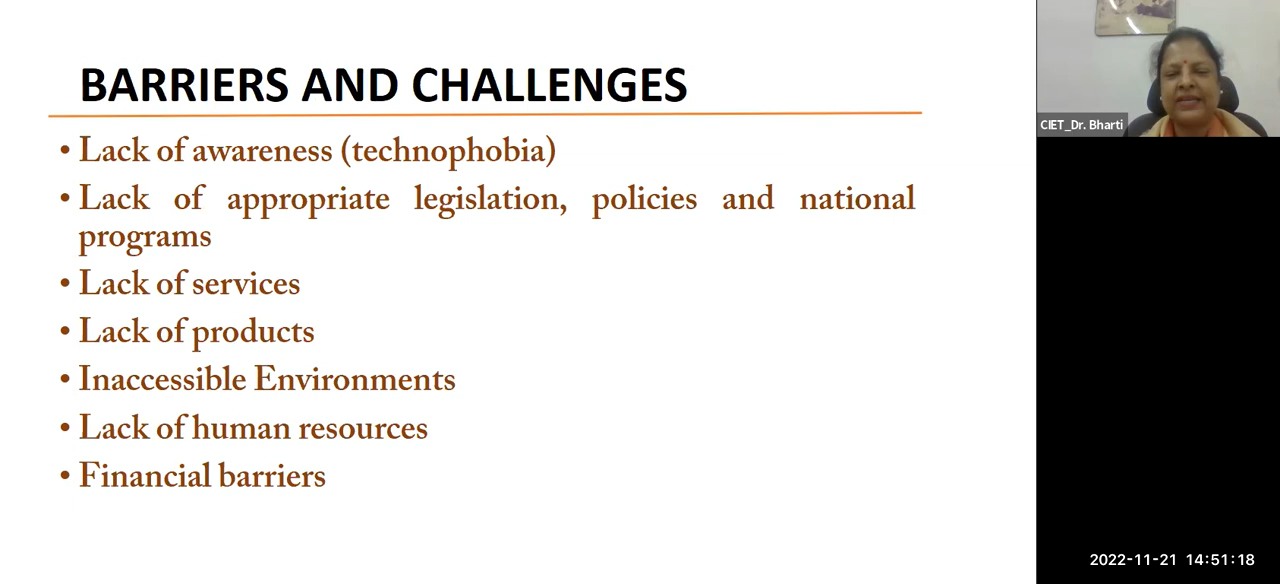 BARRIERS AND CHALLENGES
• Lack of awareness (technophobia)
• Lack of appropriate legislation, policies and national
programs
• Lack of services
• Lack of products
• Inaccessible Environments
• Lack of human resources
• Financial barriers
CIET_Dr. Bharti
2022-11-21 14:51:18